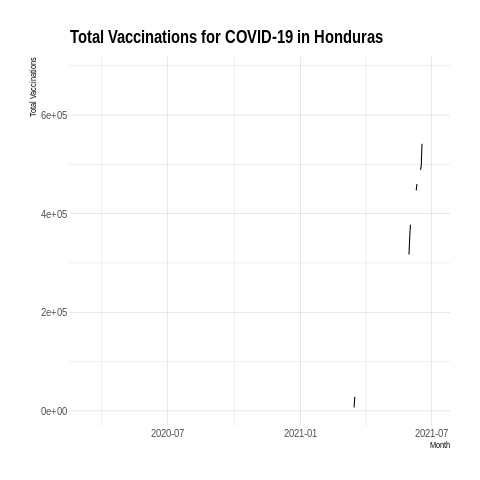 Total Vaccinations for COVID-19 in Honduras
Total Vaccinations
6e+05
4e+05
2e+05
0e+00
2020-07
2021-01
2021-07
Month